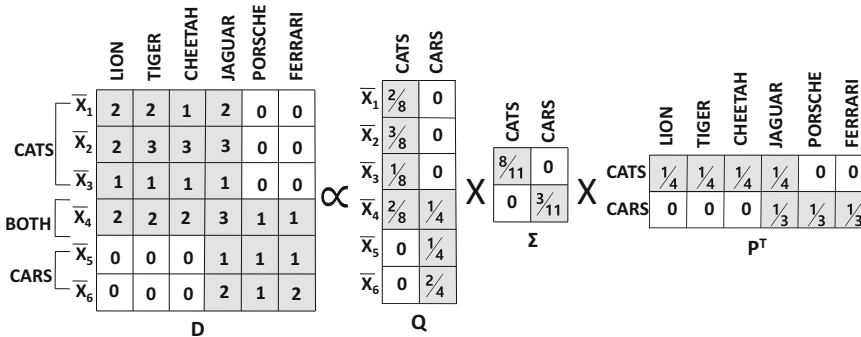 LION TIGER CHEETAH JAGUAR PORSCHE FERRARI
CATS CARS
CATS CARS
LION TIGER CHEETAH JAGUAR PORSCHE FERRARI
CATS
BOTH
CARS
X̅1 2 2 1 2 0 0
X̅2 2 3 3 3 0 0
X̅3 1 1 1 1 0 0
X̅4 2 2 2 3 1 1
X̅5 0 0 0 1 1 1
X̅6 0 0 0 2 1 2
D
∝
X̅1 2/8 0
X̅2 3/8 0
X̅3 1/8 0
X̅4 2/8 1/4
X̅5 0 1/4
X̅6 0 2/4
Q
X
8/11 0
0 3/11
Σ
X
CATS 1/4 1/4 1/4 1/4 0 0
CARS 0 0 0 1/3 1/3 1/3
Pᵀ